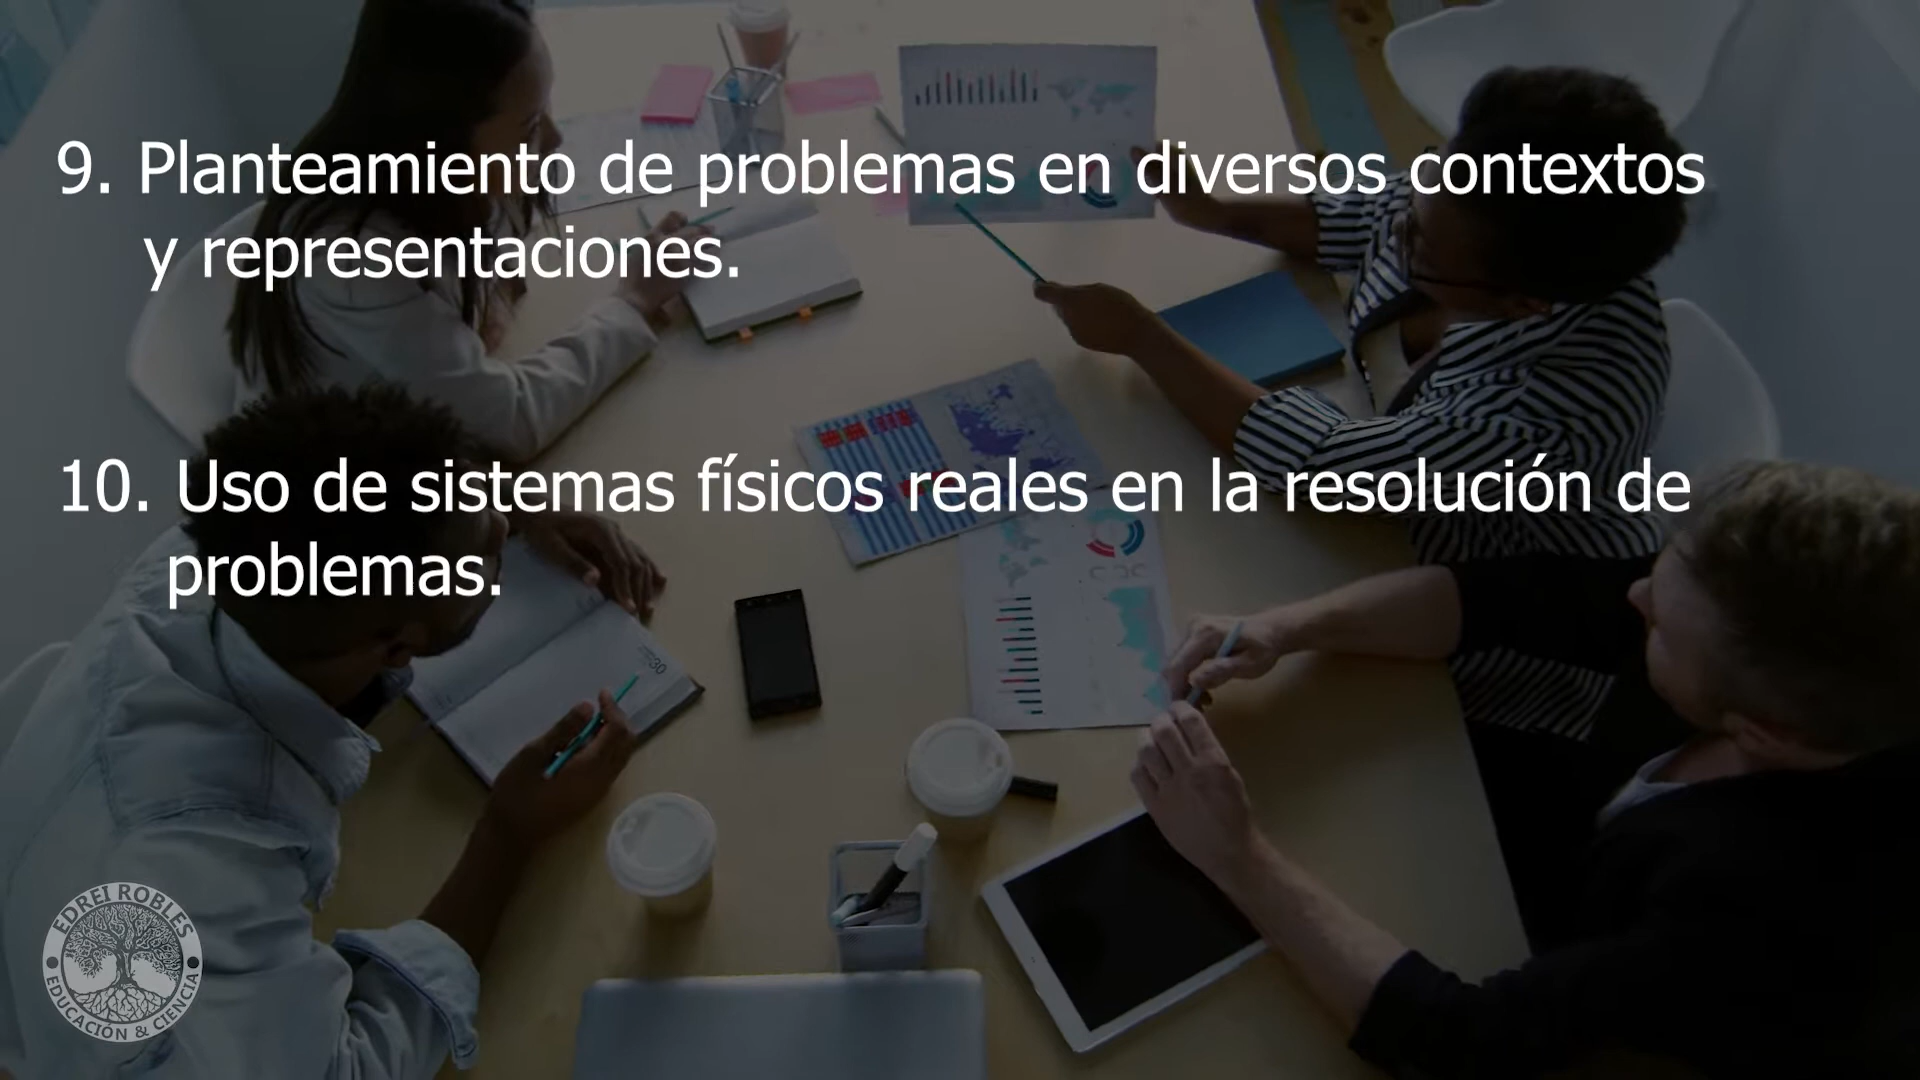 9. Planteamiento de problemas en diversos contextos
y representaciones.
10. Uso de sistemas físicos reales en la resolución de
problemas.
30
EDREI ROBLES
• EDUCACIÓN & CIENCIA •